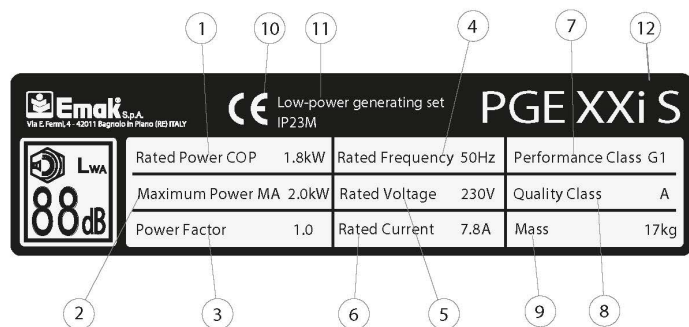 1 10 11 4 7 12
Emak S.p.A.
Via E. Fermi, 4 - 42011 Bagnolo in Piano (RE) ITALY
CE Low-power generating set
IP23M
PGE XXi S
LWA
88dB
Rated Power COP 1.8kW Rated Frequency 50Hz Performance Class G1
Maximum Power MA 2.0kW Rated Voltage 230V Quality Class A
Power Factor 1.0 Rated Current 7.8A Mass 17kg
2 3 6 5 9 8